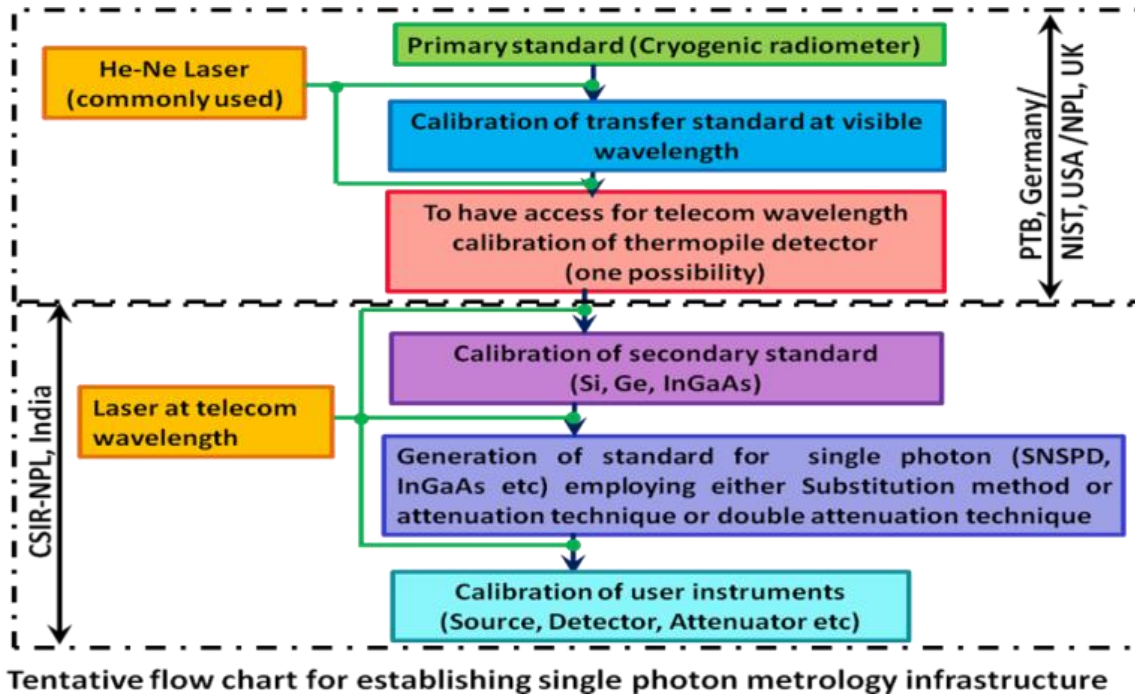 Primary standard (Cryogenic radiometer)
He-Ne Laser
(commonly used)
Calibration of transfer standard at visible
wavelength
To have access for telecom wavelength
calibration of thermopile detector
(one possibility)
PTB, Germany/
NIST, USA /NPL, UK
Calibration of secondary standard
(Si, Ge, InGaAs)
Laser at telecom
wavelength
CSIR-NPL, India
Generation of standard for single photon (SNSPD,
InGaAs etc) employing either Substitution method or
attenuation technique or double attenuation technique
Calibration of user instruments
(Source, Detector, Attenuator etc)
Tentative flow chart for establishing single photon metrology infrastructure